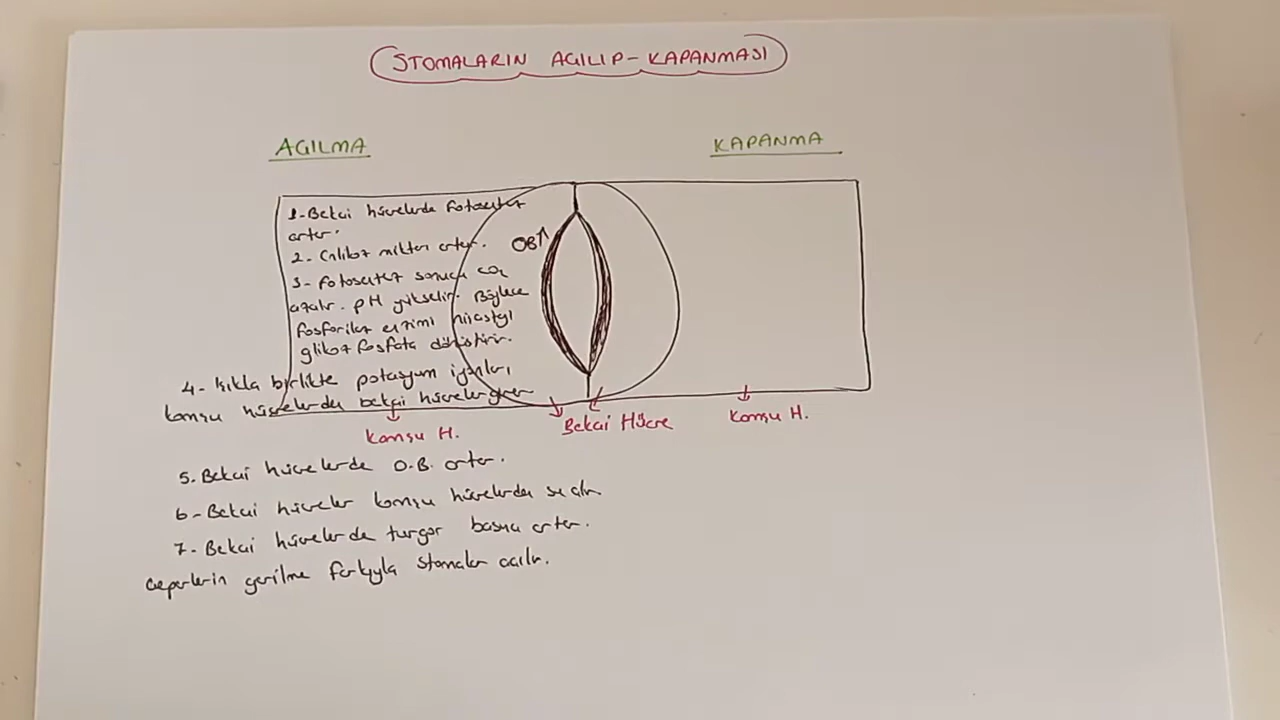 STOMALARIN AÇILIP-KAPANMASI
AÇILMA
KAPANMA
1-Bekçi hücrelerde fotosentez
artar.
2- Glikoz miktarı artar.
OB↑
3- Fotosentez sonucu CO₂
azalır. pH yükselir. Böylece
fosforilaz enzimi nişastayı
glikoz fosfata dönüştürür.
4- Işıkla birlikte potasyum iyonları,
komşu hücrelerden bekçi hücrelere girer
Komşu H.
Bekçi Hücre
Komşu H.
5. Bekçi hücrelerde O.B. artar.
6- Bekçi hücreler komşu hücrelerden su alır
7- Bekçi hücrelerde turgor basıncı artar.
Çeperlerin gerilme farkıyla stomalar açılır.